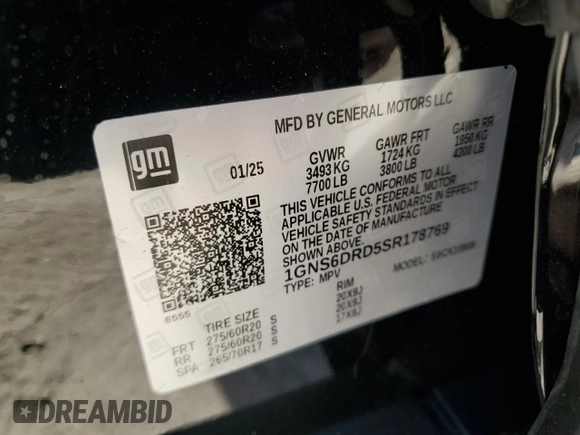 gm
MFD BY GENERAL MOTORS LLC
01/25
GVWR GAWR FRT GAWR RR
3493 KG 1724 KG 1950 KG
7700 LB 3800 LB 4300 LB
THIS VEHICLE CONFORMS TO ALL
APPLICABLE U.S. FEDERAL MOTOR
VEHICLE SAFETY STANDARDS IN EFFECT
ON THE DATE OF MANUFACTURE
SHOWN ABOVE.
1GNS6DRD5SR178769
TYPE: MPV MODEL:
8555
TIRE SIZE RIM
FRT 275/60R20 S 20X9J
RR 275/60R20 S 20X9J
SPA 265/70R17 S 17X8J
DREAMBID